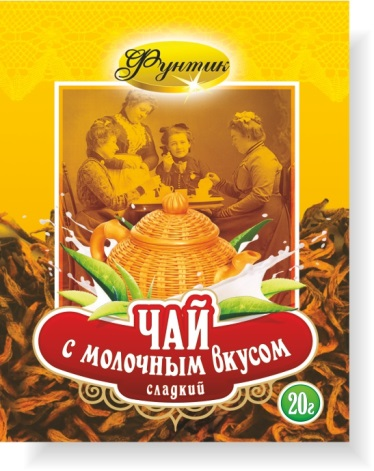 Фунтик
ЧАЙ
с молочным вкусом
сладкий
20г